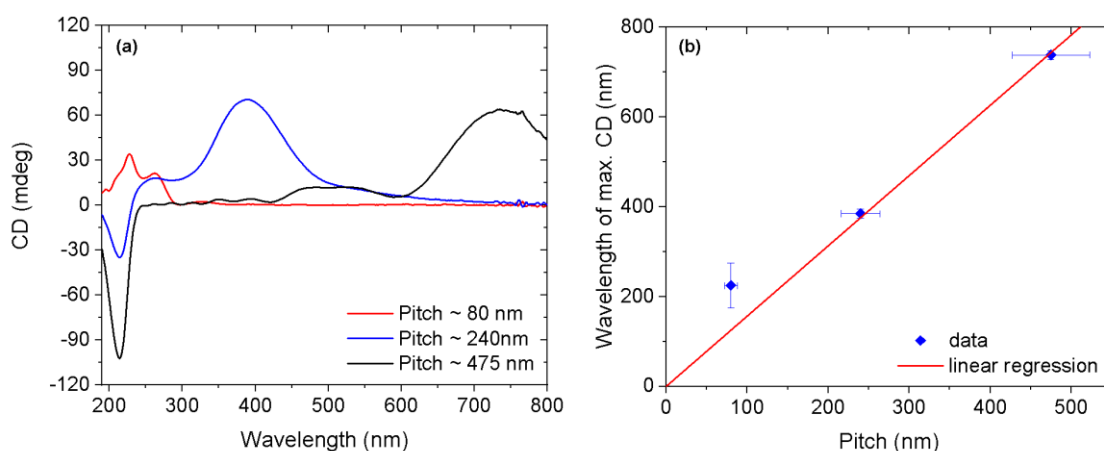 (a)
CD (mdeg)
120
90
60
30
0
-30
-60
-90
-120
200 300 400 500 600 700 800
Wavelength (nm)
Pitch ~ 80 nm
Pitch ~ 240nm
Pitch ~ 475 nm
(b)
Wavelength of max. CD (nm)
800
600
400
200
0
0 100 200 300 400 500
Pitch (nm)
data
linear regression